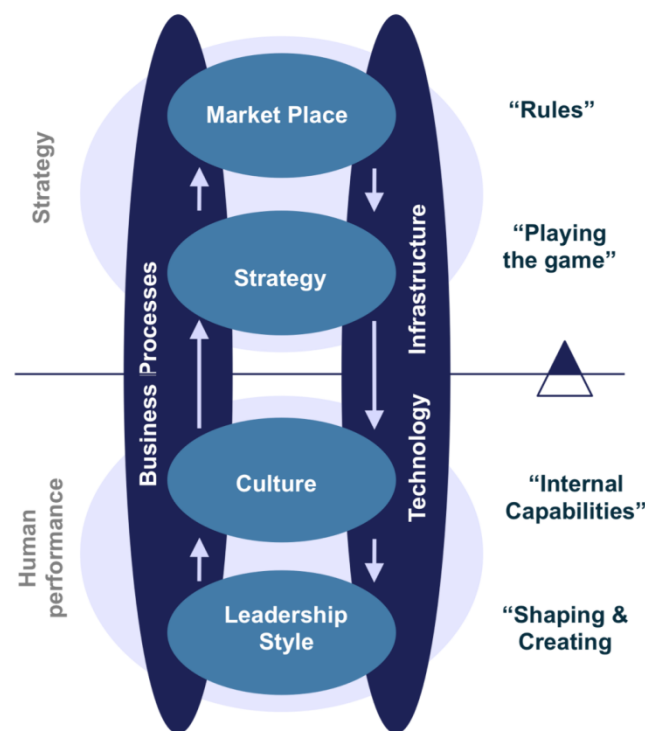 Strategy
Market Place
“Rules”
Strategy
“Playing
the game”
Business Processes
Technology Infrastructure
Human
performance
Culture
“Internal
Capabilities”
Leadership
Style
“Shaping &
Creating